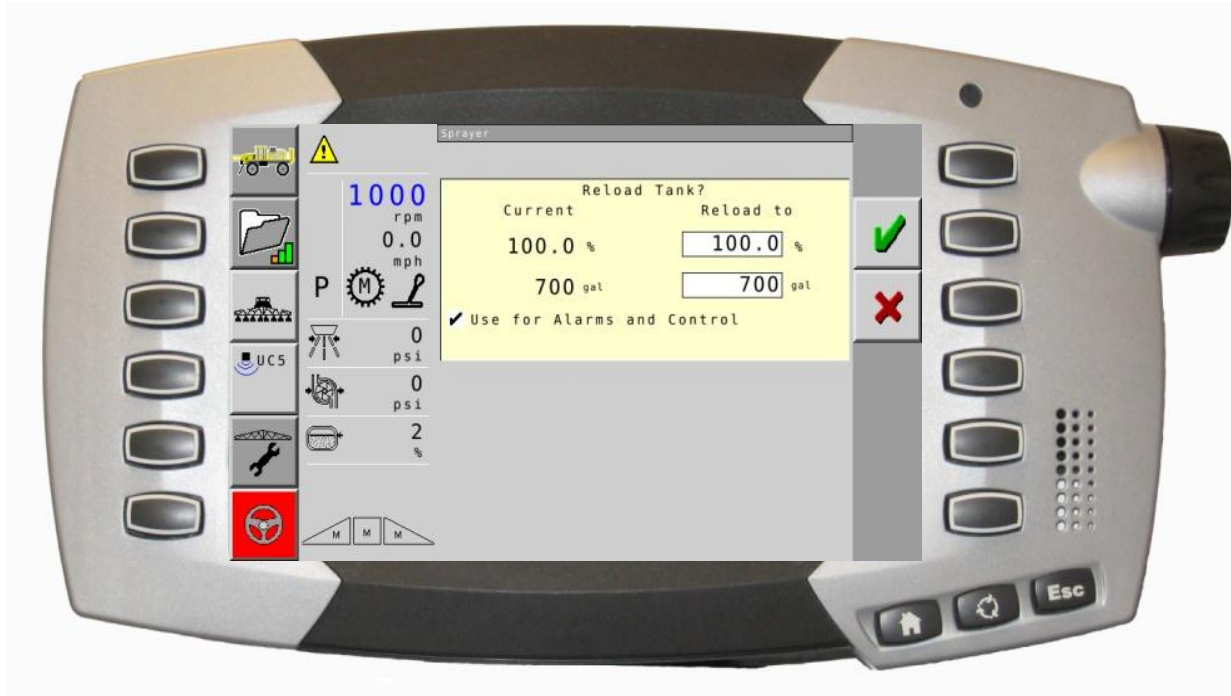 Sprayer
1000
rpm
0.0
mph
P M
0
psi
0
psi
2
%
M M M
UC5
Reload Tank?
Current Reload to
100.0 % 100.0 %
700 gal 700 gal
Use for Alarms and Control
Esc